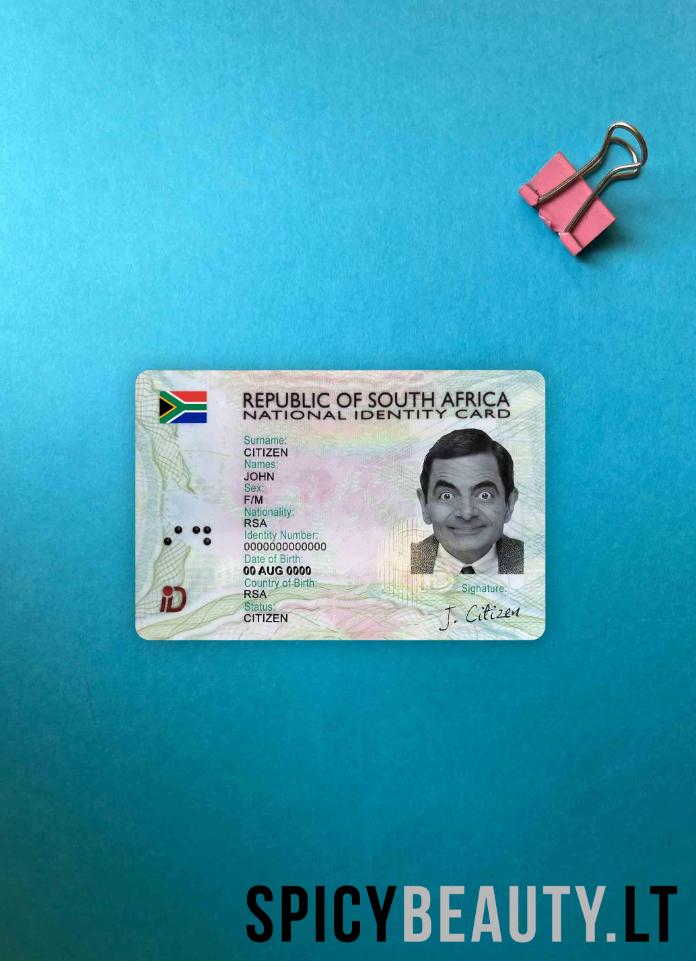 REPUBLIC OF SOUTH AFRICA
NATIONAL IDENTITY CARD
Surname:
CITIZEN
Names:
JOHN
Sex:
F/M
Nationality:
RSA
Identity Number:
0000000000000
Date of Birth:
00 AUG 0000
Country of Birth:
RSA
Status:
CITIZEN
Signature:
J. Citizen
iD
SPICYBEAUTY.LT